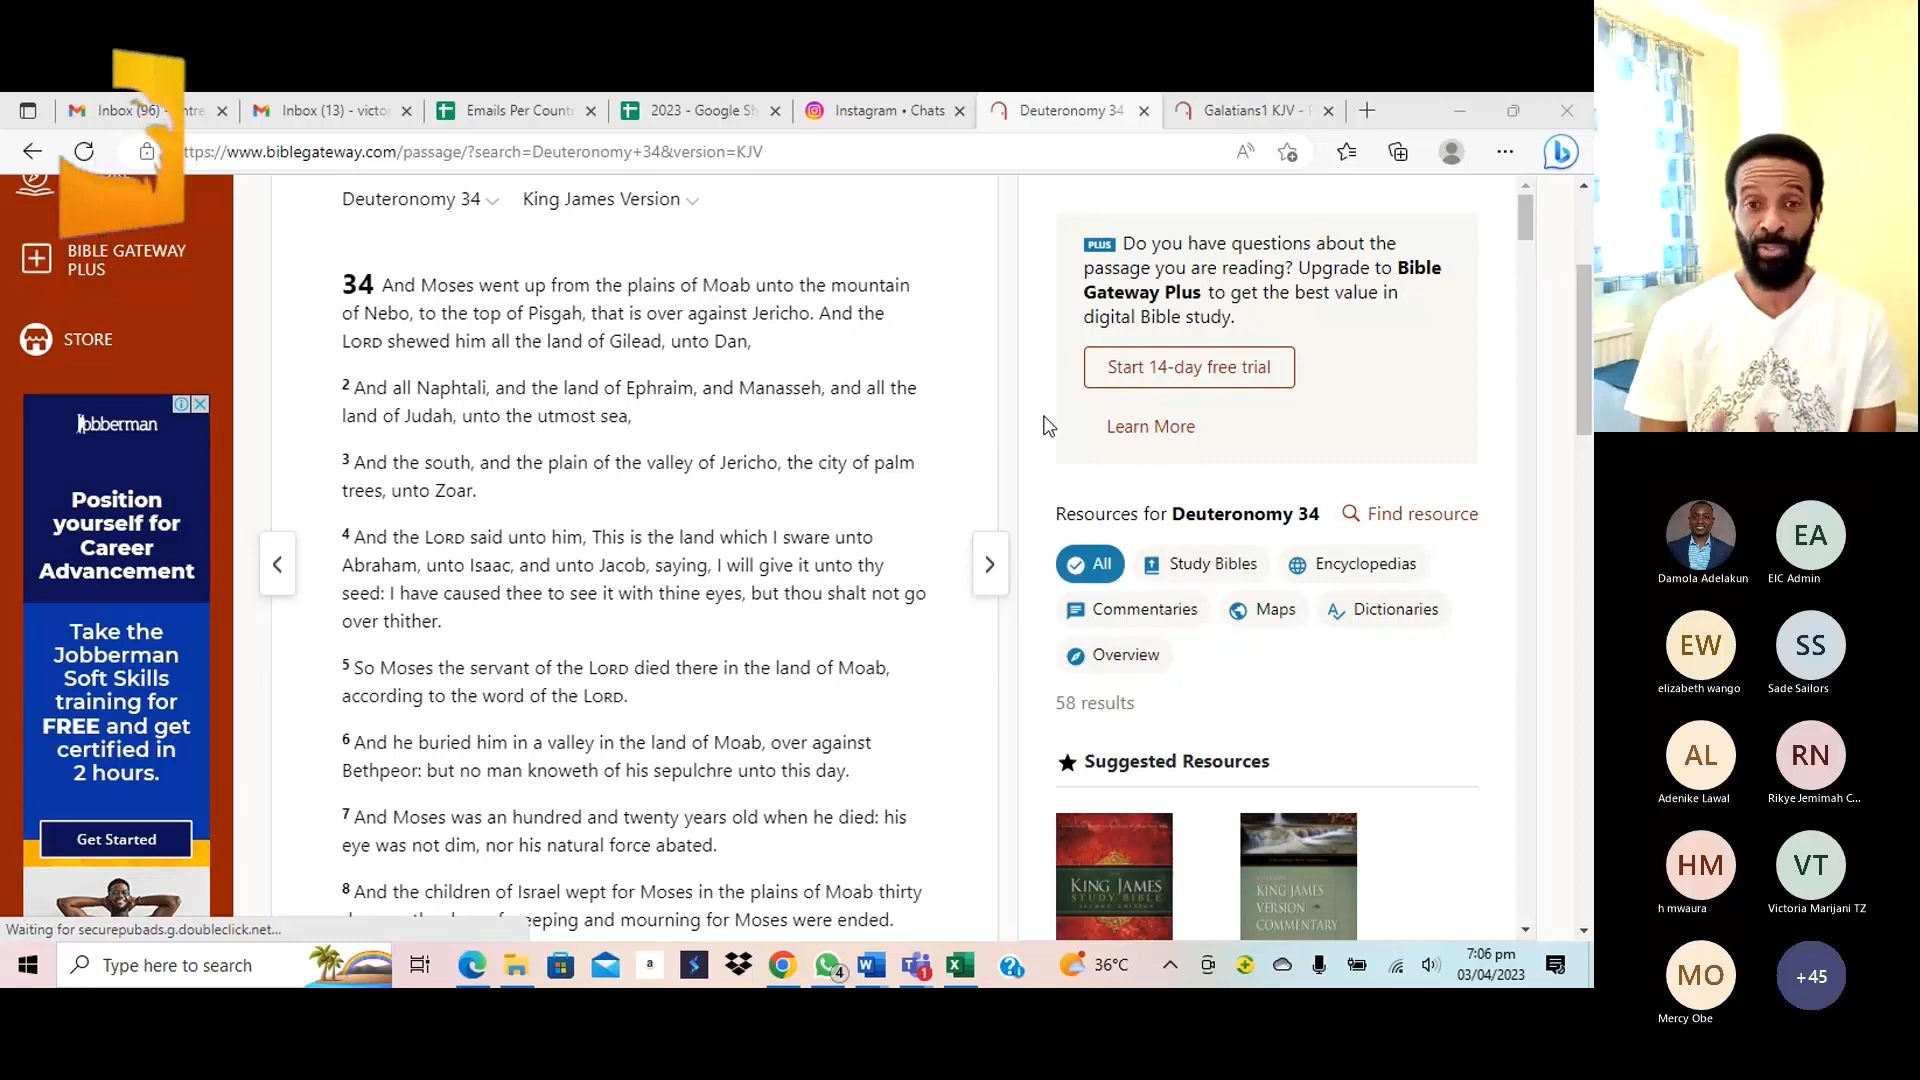 Inbox (96) - ntre
Inbox (13) - victo
Emails Per Count
2023 - Google Sh
Instagram • Chats
Deuteronomy 34
Galatians1 KJV -
ttps://www.biblegateway.com/passage/?search=Deuteronomy+34&version=KJV
BIBLE GATEWAY
PLUS
STORE
Jobberman
Position
yourself for
Career
Advancement
Take the
Jobberman
Soft Skills
training for
FREE and get
certified in
2 hours.
Get Started
Waiting for securepubads.g.doubleclick.net...
Deuteronomy 34
King James Version
34 And Moses went up from the plains of Moab unto the mountain
of Nebo, to the top of Pisgah, that is over against Jericho. And the
LORD shewed him all the land of Gilead, unto Dan,
2 And all Naphtali, and the land of Ephraim, and Manasseh, and all the
land of Judah, unto the utmost sea,
3 And the south, and the plain of the valley of Jericho, the city of palm
trees, unto Zoar.
4 And the LORD said unto him, This is the land which I sware unto
Abraham, unto Isaac, and unto Jacob, saying, I will give it unto thy
seed: I have caused thee to see it with thine eyes, but thou shalt not go
over thither.
5 So Moses the servant of the LORD died there in the land of Moab,
according to the word of the LORD.
6 And he buried him in a valley in the land of Moab, over against
Bethpeor: but no man knoweth of his sepulchre unto this day.
7 And Moses was an hundred and twenty years old when he died: his
eye was not dim, nor his natural force abated.
8 And the children of Israel wept for Moses in the plains of Moab thirty
eeping and mourning for Moses were ended.
PLUS Do you have questions about the
passage you are reading? Upgrade to Bible
Gateway Plus to get the best value in
digital Bible study.
Start 14-day free trial
Learn More
Resources for Deuteronomy 34
Find resource
All
Study Bibles
Encyclopedias
Commentaries
Maps
Dictionaries
Overview
58 results
Suggested Resources
KING JAMES
STUDY BIBLE
SECOND EDITION
KING JAMES
VERSION
COMMENTARY
Type here to search
a
4
1
36°C
7:06 pm
03/04/2023
Damola Adelakun
EA
EIC Admin
EW
elizabeth wango
SS
Sade Sailors
AL
Adenike Lawal
RN
Rikye Jemimah C...
HM
h mwaura
VT
Victoria Marijani TZ
MO
Mercy Obe
+45